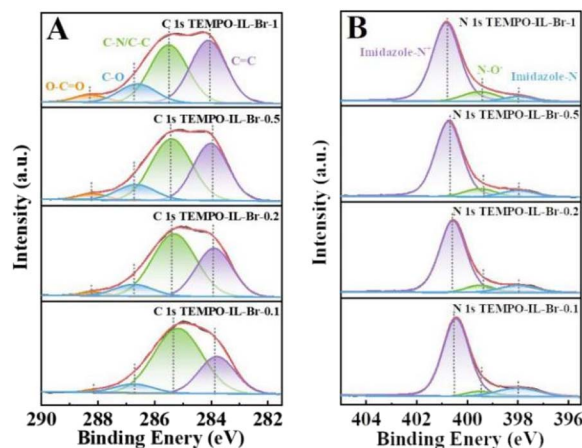 A
C 1s TEMPO-IL-Br-1
C-N/C-C
C=C
C-O
O-C=O
C 1s TEMPO-IL-Br-0.5
C 1s TEMPO-IL-Br-0.2
C 1s TEMPO-IL-Br-0.1
Intensity (a.u.)
290 288 286 284 282
Binding Enery (eV)
B
N 1s TEMPO-IL-Br-1
Imidazole-N⁺
N-O·
Imidazole-N
N 1s TEMPO-IL-Br-0.5
N 1s TEMPO-IL-Br-0.2
N 1s TEMPO-IL-Br-0.1
Intensity (a.u.)
404 402 400 398 396
Binding Enery (eV)